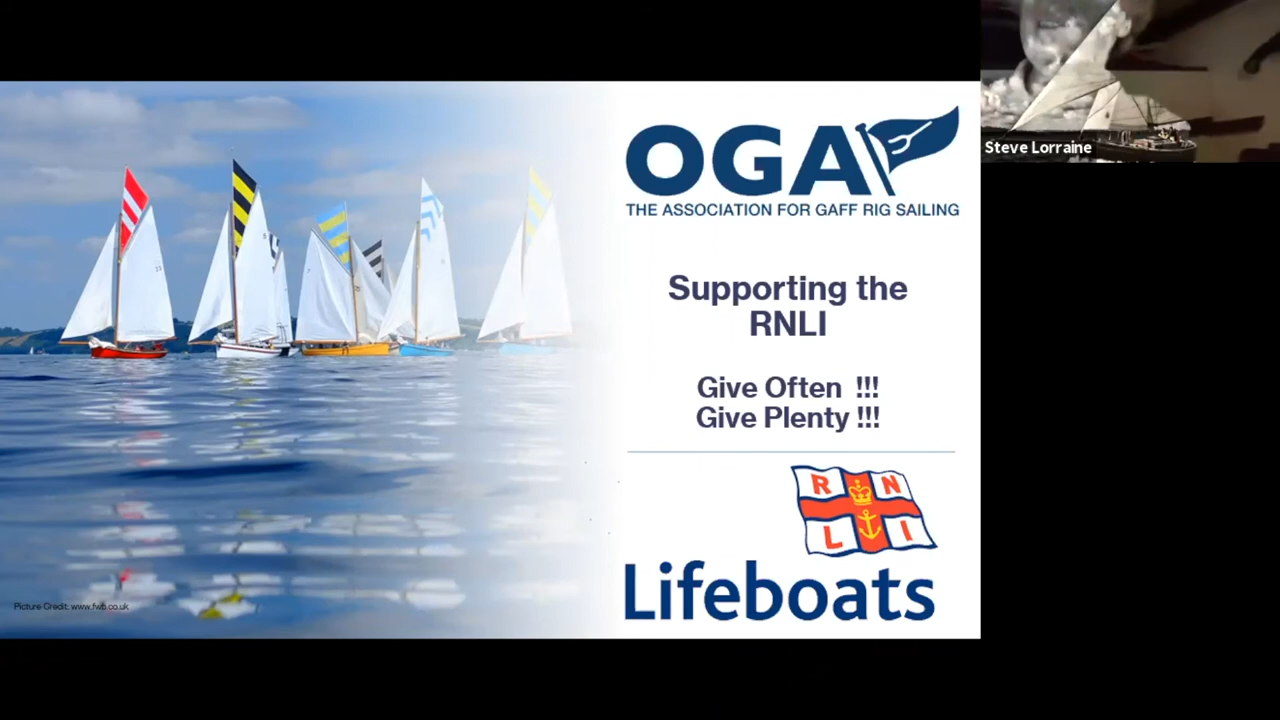 OGA
THE ASSOCIATION FOR GAFF RIG SAILING
Steve Lorraine
Supporting the
RNLI
Give Often !!!
Give Plenty !!!
R N
L I
Lifeboats
Picture Credit: www.fwb.co.uk